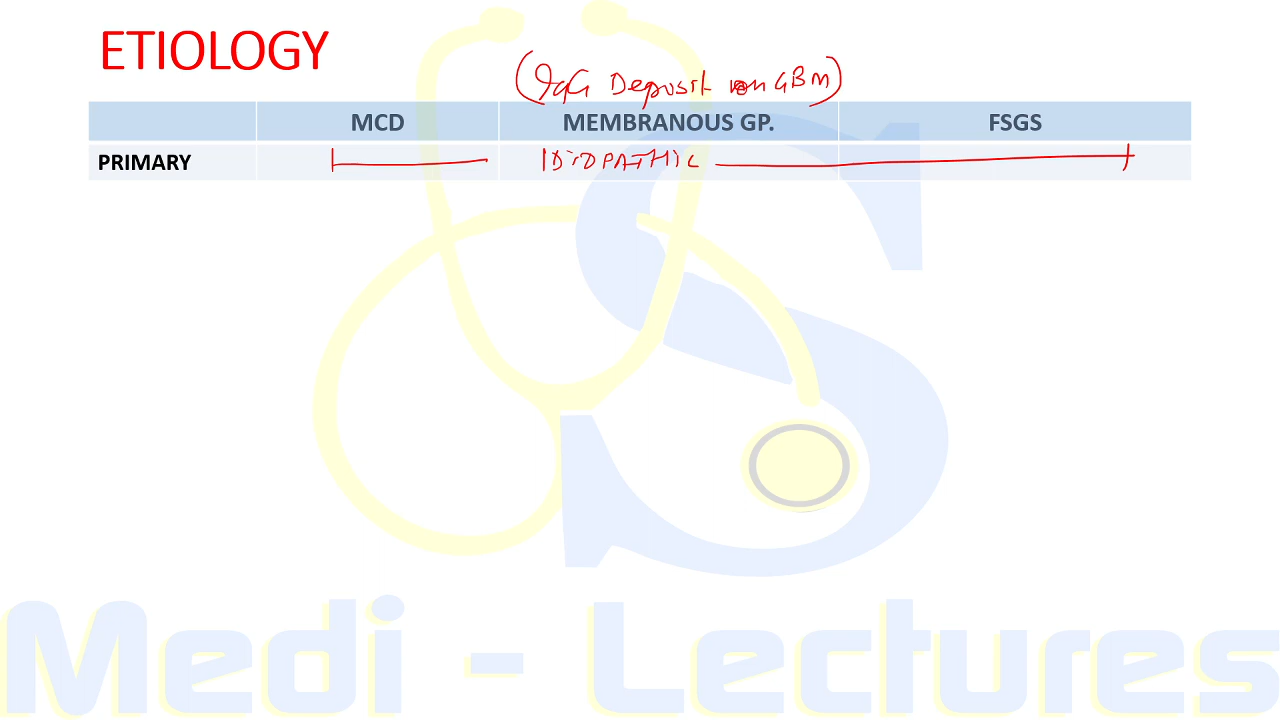 ETIOLOGY
(IgG Deposit on GBM)
MCD MEMBRANOUS GP. FSGS
PRIMARY IDIOPATHIC
Medi - Lectures